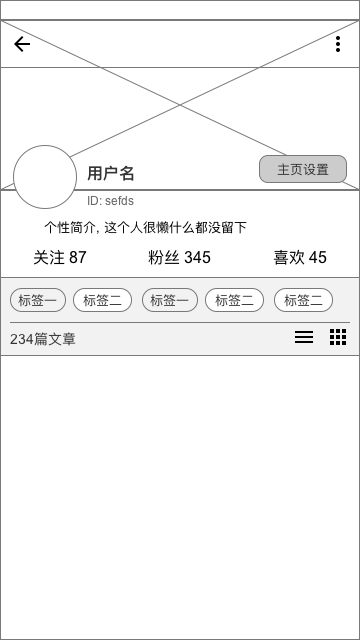 用户名
主页设置
ID: sefds
个性简介, 这个人很懒什么都没留下
关注 87 粉丝 345 喜欢 45
标签一 标签二 标签一 标签二 标签二
234篇文章